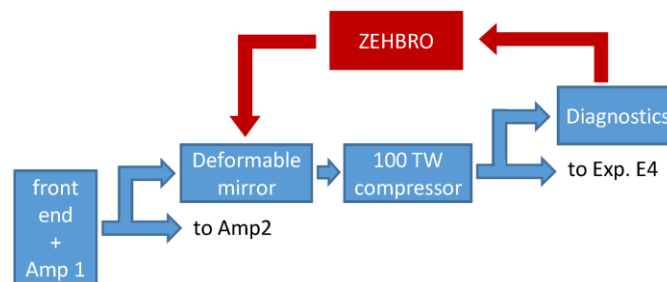 ZEHBRO
Diagnostics
Deformable
mirror
100 TW
compressor
to Exp. E4
front
end
+
Amp 1
to Amp2